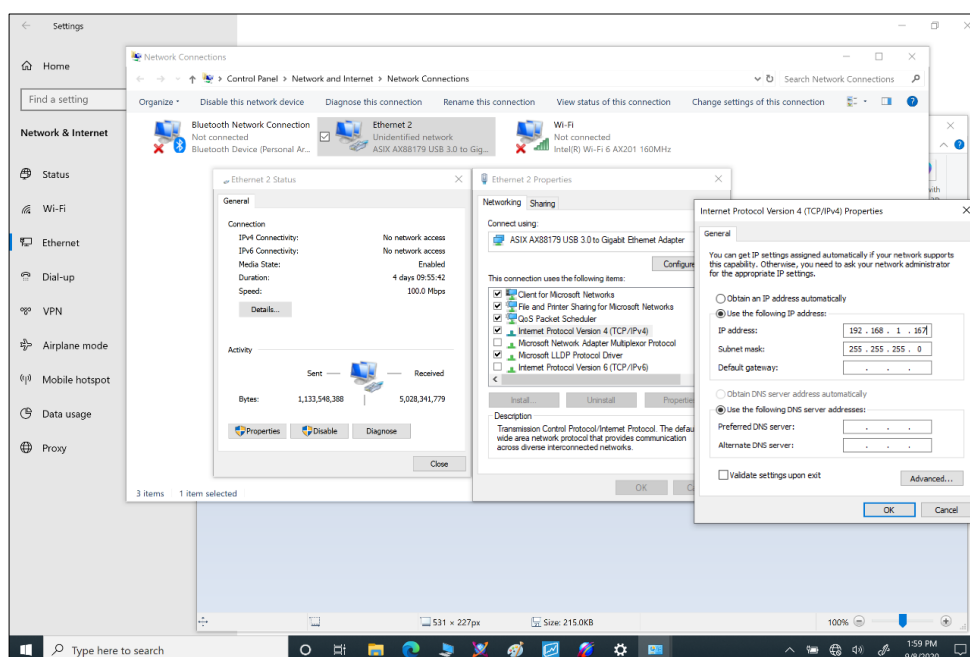 Settings
Home
Find a setting
Network & Internet
Status
Wi-Fi
Ethernet
Dial-up
VPN
Airplane mode
Mobile hotspot
Data usage
Proxy
Network Connections
Control Panel > Network and Internet > Network Connections
Search Network Connections
Organize
Disable this network device
Diagnose this connection
Rename this connection
View status of this connection
Change settings of this connection
Bluetooth Network Connection
Not connected
Bluetooth Device (Personal Ar...
Ethernet 2
Unidentified network
ASIX AX88179 USB 3.0 to Gig...
Wi-Fi
Not connected
Intel(R) Wi-Fi 6 AX201 160MHz
3 items
1 item selected
Ethernet 2 Status
General
Connection
IPv4 Connectivity: No network access
IPv6 Connectivity: No network access
Media State: Enabled
Duration: 4 days 09:55:42
Speed: 100.0 Mbps
Details...
Activity
Sent
Received
Bytes: 1,133,548,388 5,028,341,779
Properties
Disable
Diagnose
Close
Ethernet 2 Properties
Networking
Sharing
Connect using:
ASIX AX88179 USB 3.0 to Gigabit Ethernet Adapter
Configure
This connection uses the following items:
Client for Microsoft Networks
File and Printer Sharing for Microsoft Networks
QoS Packet Scheduler
Internet Protocol Version 4 (TCP/IPv4)
Microsoft Network Adapter Multiplexor Protocol
Microsoft LLDP Protocol Driver
Internet Protocol Version 6 (TCP/IPv6)
Install...
Uninstall
Propertie
Description
Transmission Control Protocol/Internet Protocol. The defau
wide area network protocol that provides communication
across diverse interconnected networks.
OK
Internet Protocol Version 4 (TCP/IPv4) Properties
General
You can get IP settings assigned automatically if your network supports
this capability. Otherwise, you need to ask your network administrator
for the appropriate IP settings.
Obtain an IP address automatically
Use the following IP address:
IP address: 192 . 168 . 1 . 167
Subnet mask: 255 . 255 . 255 . 0
Default gateway: . . .
Obtain DNS server address automatically
Use the following DNS server addresses:
Preferred DNS server: . . .
Alternate DNS server: . . .
Validate settings upon exit
Advanced...
OK
Cancel
531 × 227px
Size: 215.0KB
100%
Type here to search
1:59 PM
9/8/2020